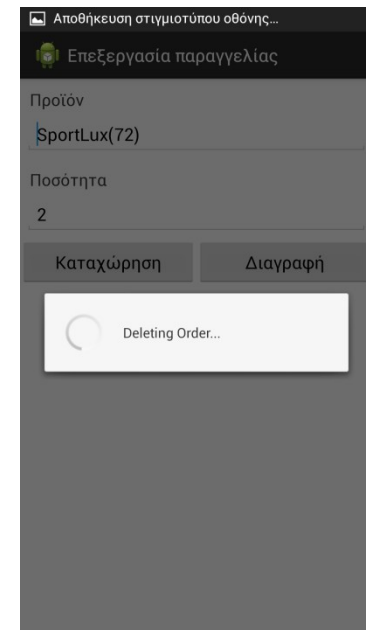 Αποθήκευση στιγμιοτύπου οθόνης...
Επεξεργασία παραγγελίας
Προϊόν
SportLux(72)
Ποσότητα
2
Καταχώρηση Διαγραφή
Deleting Order...